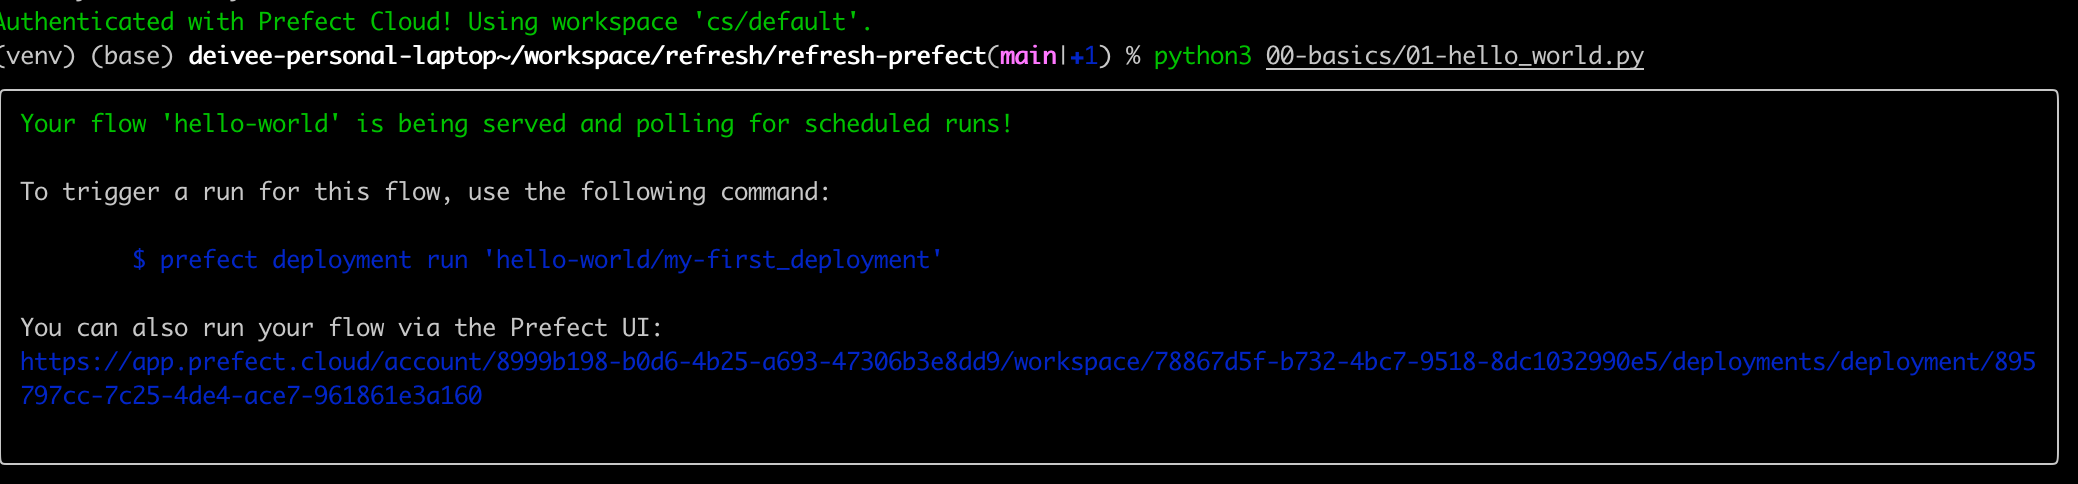 Authenticated with Prefect Cloud! Using workspace 'cs/default'.
(venv) (base) deivee-personal-laptop~/workspace/refresh/refresh-prefect(main|+1) % python3 00-basics/01-hello_world.py
Your flow 'hello-world' is being served and polling for scheduled runs!
To trigger a run for this flow, use the following command:
$ prefect deployment run 'hello-world/my-first_deployment'
You can also run your flow via the Prefect UI:
https://app.prefect.cloud/account/8999b198-b0d6-4b25-a693-47306b3e8dd9/workspace/78867d5f-b732-4bc7-9518-8dc1032990e5/deployments/deployment/895
797cc-7c25-4de4-ace7-961861e3a160